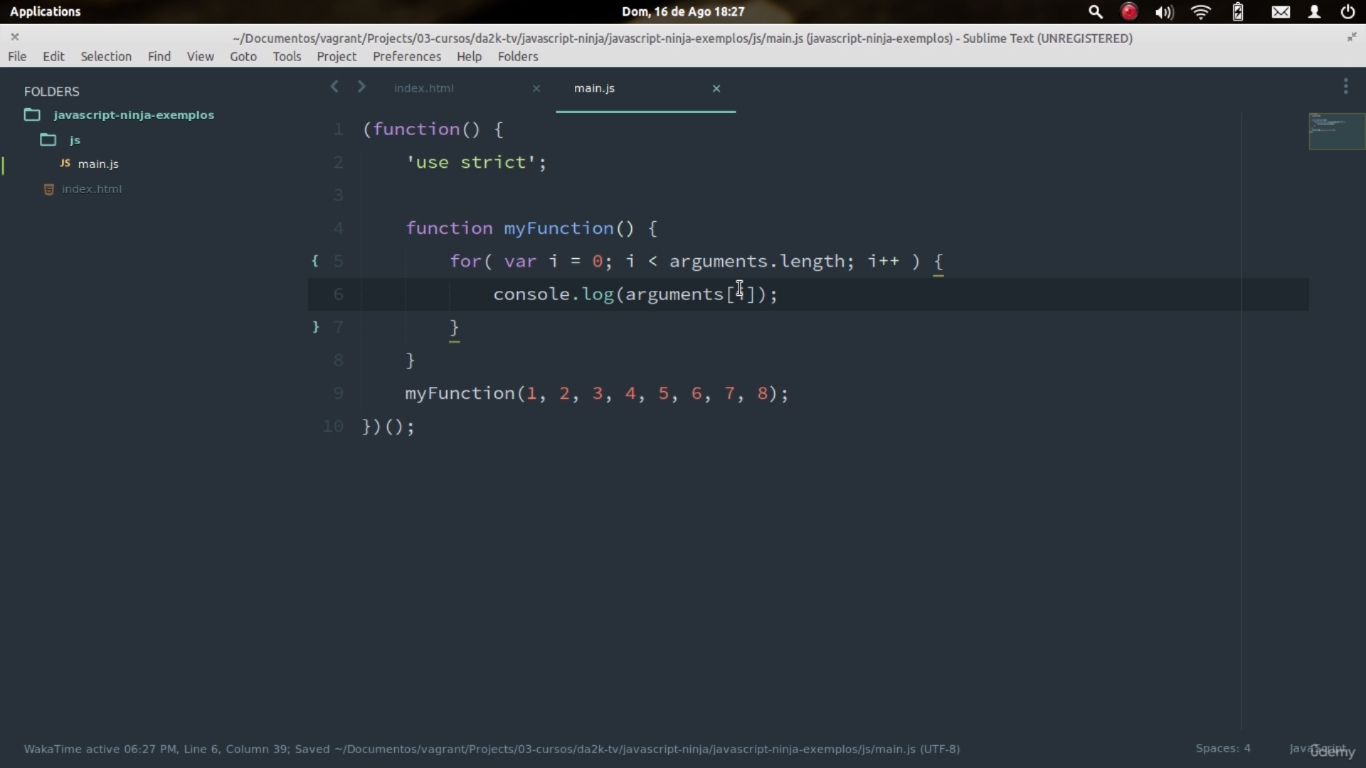 Applications
Dom, 16 de Ago 18:27
~/Documentos/vagrant/Projects/03-cursos/da2k-tv/javascript-ninja/javascript-ninja-exemplos/js/main.js (javascript-ninja-exemplos) - Sublime Text (UNREGISTERED)
File Edit Selection Find View Goto Tools Project Preferences Help Folders
FOLDERS
javascript-ninja-exemplos
js
JS main.js
index.html
index.html
main.js
1 (function() {
2 'use strict';
3
4 function myFunction() {
{ 5 for( var i = 0; i < arguments.length; i++ ) {
6 console.log(arguments[i]);
} 7 }
8 }
9 myFunction(1, 2, 3, 4, 5, 6, 7, 8);
10 })();
WakaTime active 06:27 PM, Line 6, Column 39; Saved ~/Documentos/vagrant/Projects/03-cursos/da2k-tv/javascript-ninja/javascript-ninja-exemplos/js/main.js (UTF-8)
Spaces: 4
JavaScript
ûdemy